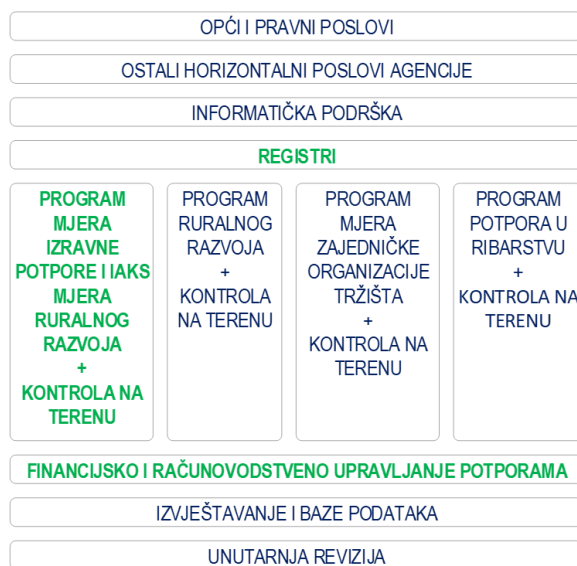 OPĆI I PRAVNI POSLOVI
OSTALI HORIZONTALNI POSLOVI AGENCIJE
INFORMATIČKA PODRŠKA
REGISTRI
PROGRAM
MJERA
IZRAVNE
POTPORE I IAKS
MJERA
RURALNOG
RAZVOJA
+
KONTROLA NA
TERENU
PROGRAM
RURALNOG
RAZVOJA
+
KONTROLA
NA TERENU
PROGRAM
MJERA
ZAJEDNIČKE
ORGANIZACIJE
TRŽIŠTA
+
KONTROLA NA
TERENU
PROGRAM
POTPORA U
RIBARSTVU
+
KONTROLA NA
TERENU
FINANCIJSKO I RAČUNOVODSTVENO UPRAVLJANJE POTPORAMA
IZVJEŠTAVANJE I BAZE PODATAKA
UNUTARNJA REVIZIJA